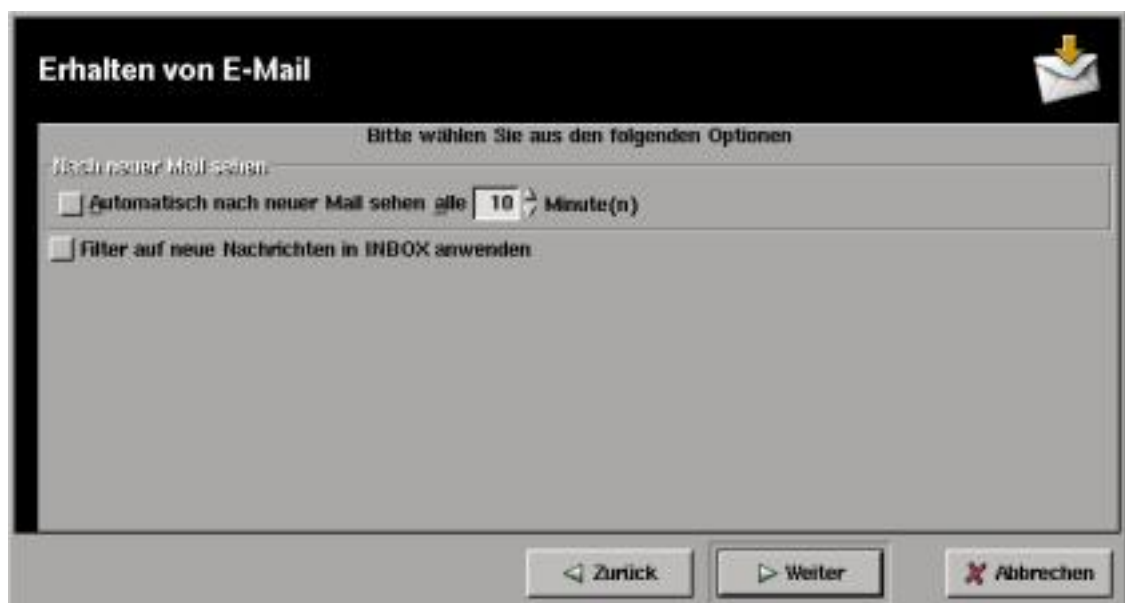 Erhalten von E-Mail
Bitte wählen Sie aus den folgenden Optionen
Nach neuer Mail sehen
Automatisch nach neuer Mail sehen alle 10 Minute(n)
Filter auf neue Nachrichten in INBOX anwenden
Zurück Weiter Abbrechen